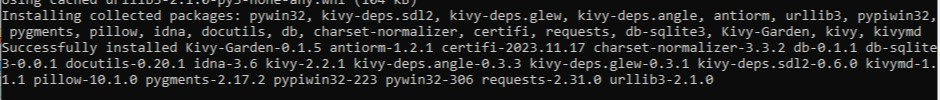 Using cached urllib3-2.1.0-py3-none-any.whl (104 kB)
Installing collected packages: pywin32, kivy-deps.sdl2, kivy-deps.glew, kivy-deps.angle, antiorm, urllib3, pypiwin32,
 pygments, pillow, idna, docutils, db, charset-normalizer, certifi, requests, db-sqlite3, Kivy-Garden, kivy, kivymd
Successfully installed Kivy-Garden-0.1.5 antiorm-1.2.1 certifi-2023.11.17 charset-normalizer-3.3.2 db-0.1.1 db-sqlite
3-0.0.1 docutils-0.20.1 idna-3.6 kivy-2.2.1 kivy-deps.angle-0.3.3 kivy-deps.glew-0.3.1 kivy-deps.sdl2-0.6.0 kivymd-1.
1.1 pillow-10.1.0 pygments-2.17.2 pypiwin32-223 pywin32-306 requests-2.31.0 urllib3-2.1.0